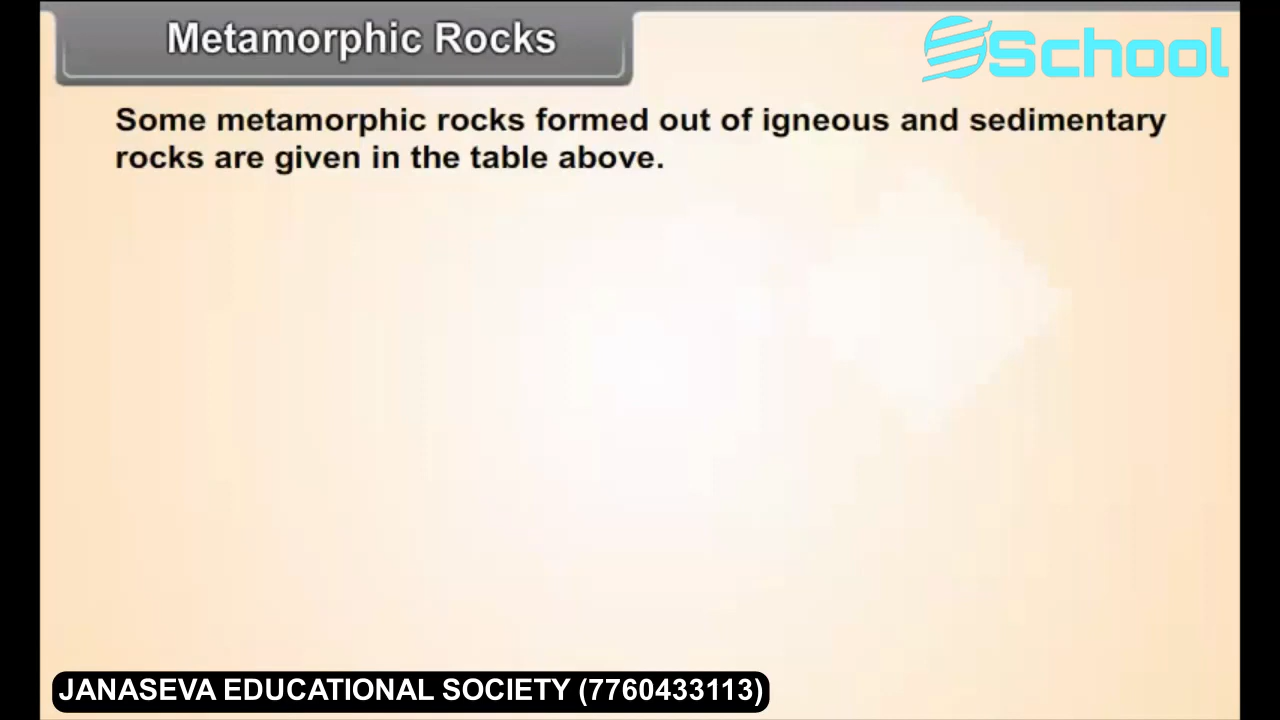 Metamorphic Rocks
School
Some metamorphic rocks formed out of igneous and sedimentary
rocks are given in the table above.
JANASEVA EDUCATIONAL SOCIETY (7760433113)